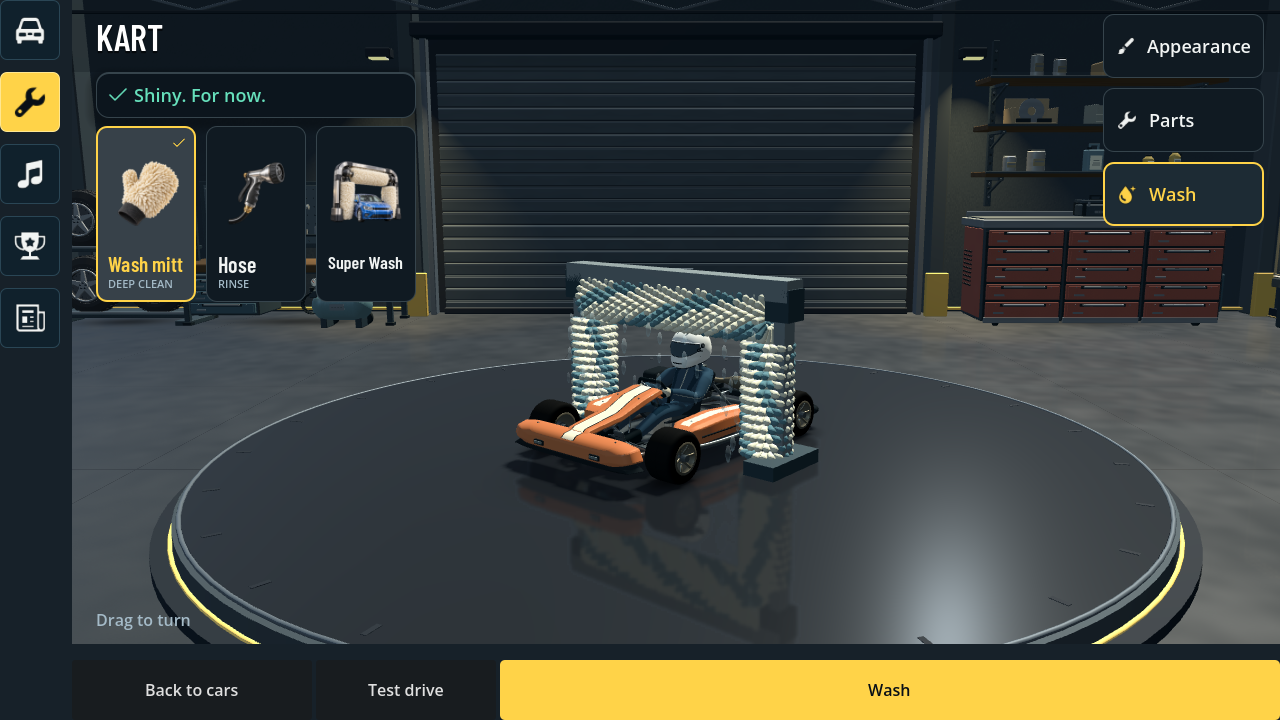 KART
Shiny. For now.
Wash mitt
DEEP CLEAN
Hose
RINSE
Super Wash
Appearance
Parts
Wash
Drag to turn
Back to cars
Test drive
Wash